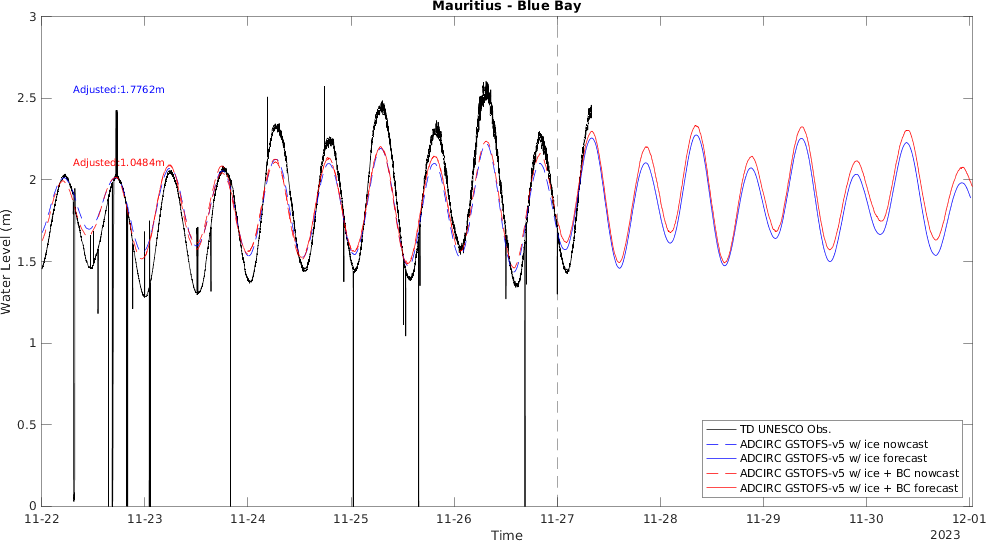 Mauritius - Blue Bay
3
2.5
2
1.5
1
0.5
0
Water Level (m)
Adjusted:1.7762m
Adjusted:1.0484m
TD UNESCO Obs.
ADCIRC GSTOFS-v5 w/ ice nowcast
ADCIRC GSTOFS-v5 w/ ice forecast
ADCIRC GSTOFS-v5 w/ ice + BC nowcast
ADCIRC GSTOFS-v5 w/ ice + BC forecast
11-22 11-23 11-24 11-25 11-26 11-27 11-28 11-29 11-30 12-01
Time
2023